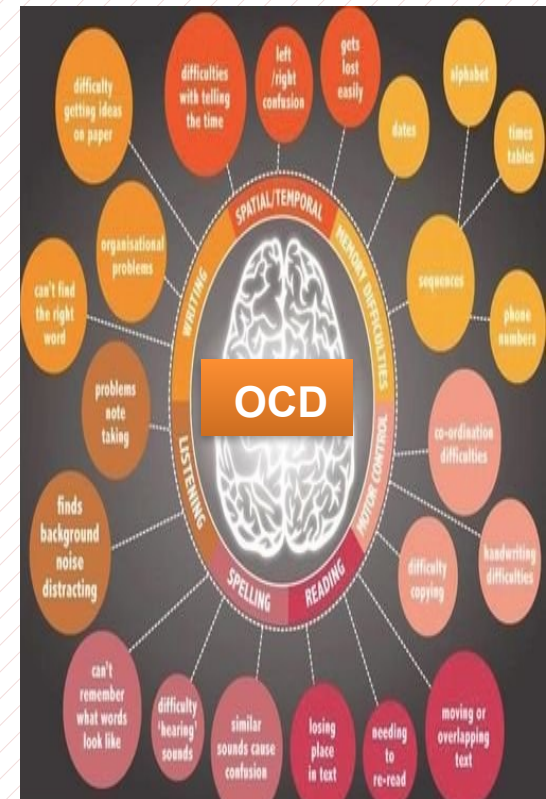 difficulty
getting ideas
on paper
difficulties
with telling
the time
left
/right
confusion
gets
lost
easily
dates
alphabet
times
tables
organisational
problems
sequences
can't find
the right
word
phone
numbers
problems
note
taking
co-ordination
difficulties
finds
background
noise
distracting
handwriting
difficulties
difficulty
copying
can't
remember
what words
look like
difficulty
'hearing'
sounds
similar
sounds cause
confusion
losing
place
in text
needing
to
re-read
moving or
overlapping
text
SPATIAL/TEMPORAL
MEMORY DIFFICULTIES
MOTOR CONTROL
READING
SPELLING
LISTENING
WRITING
OCD